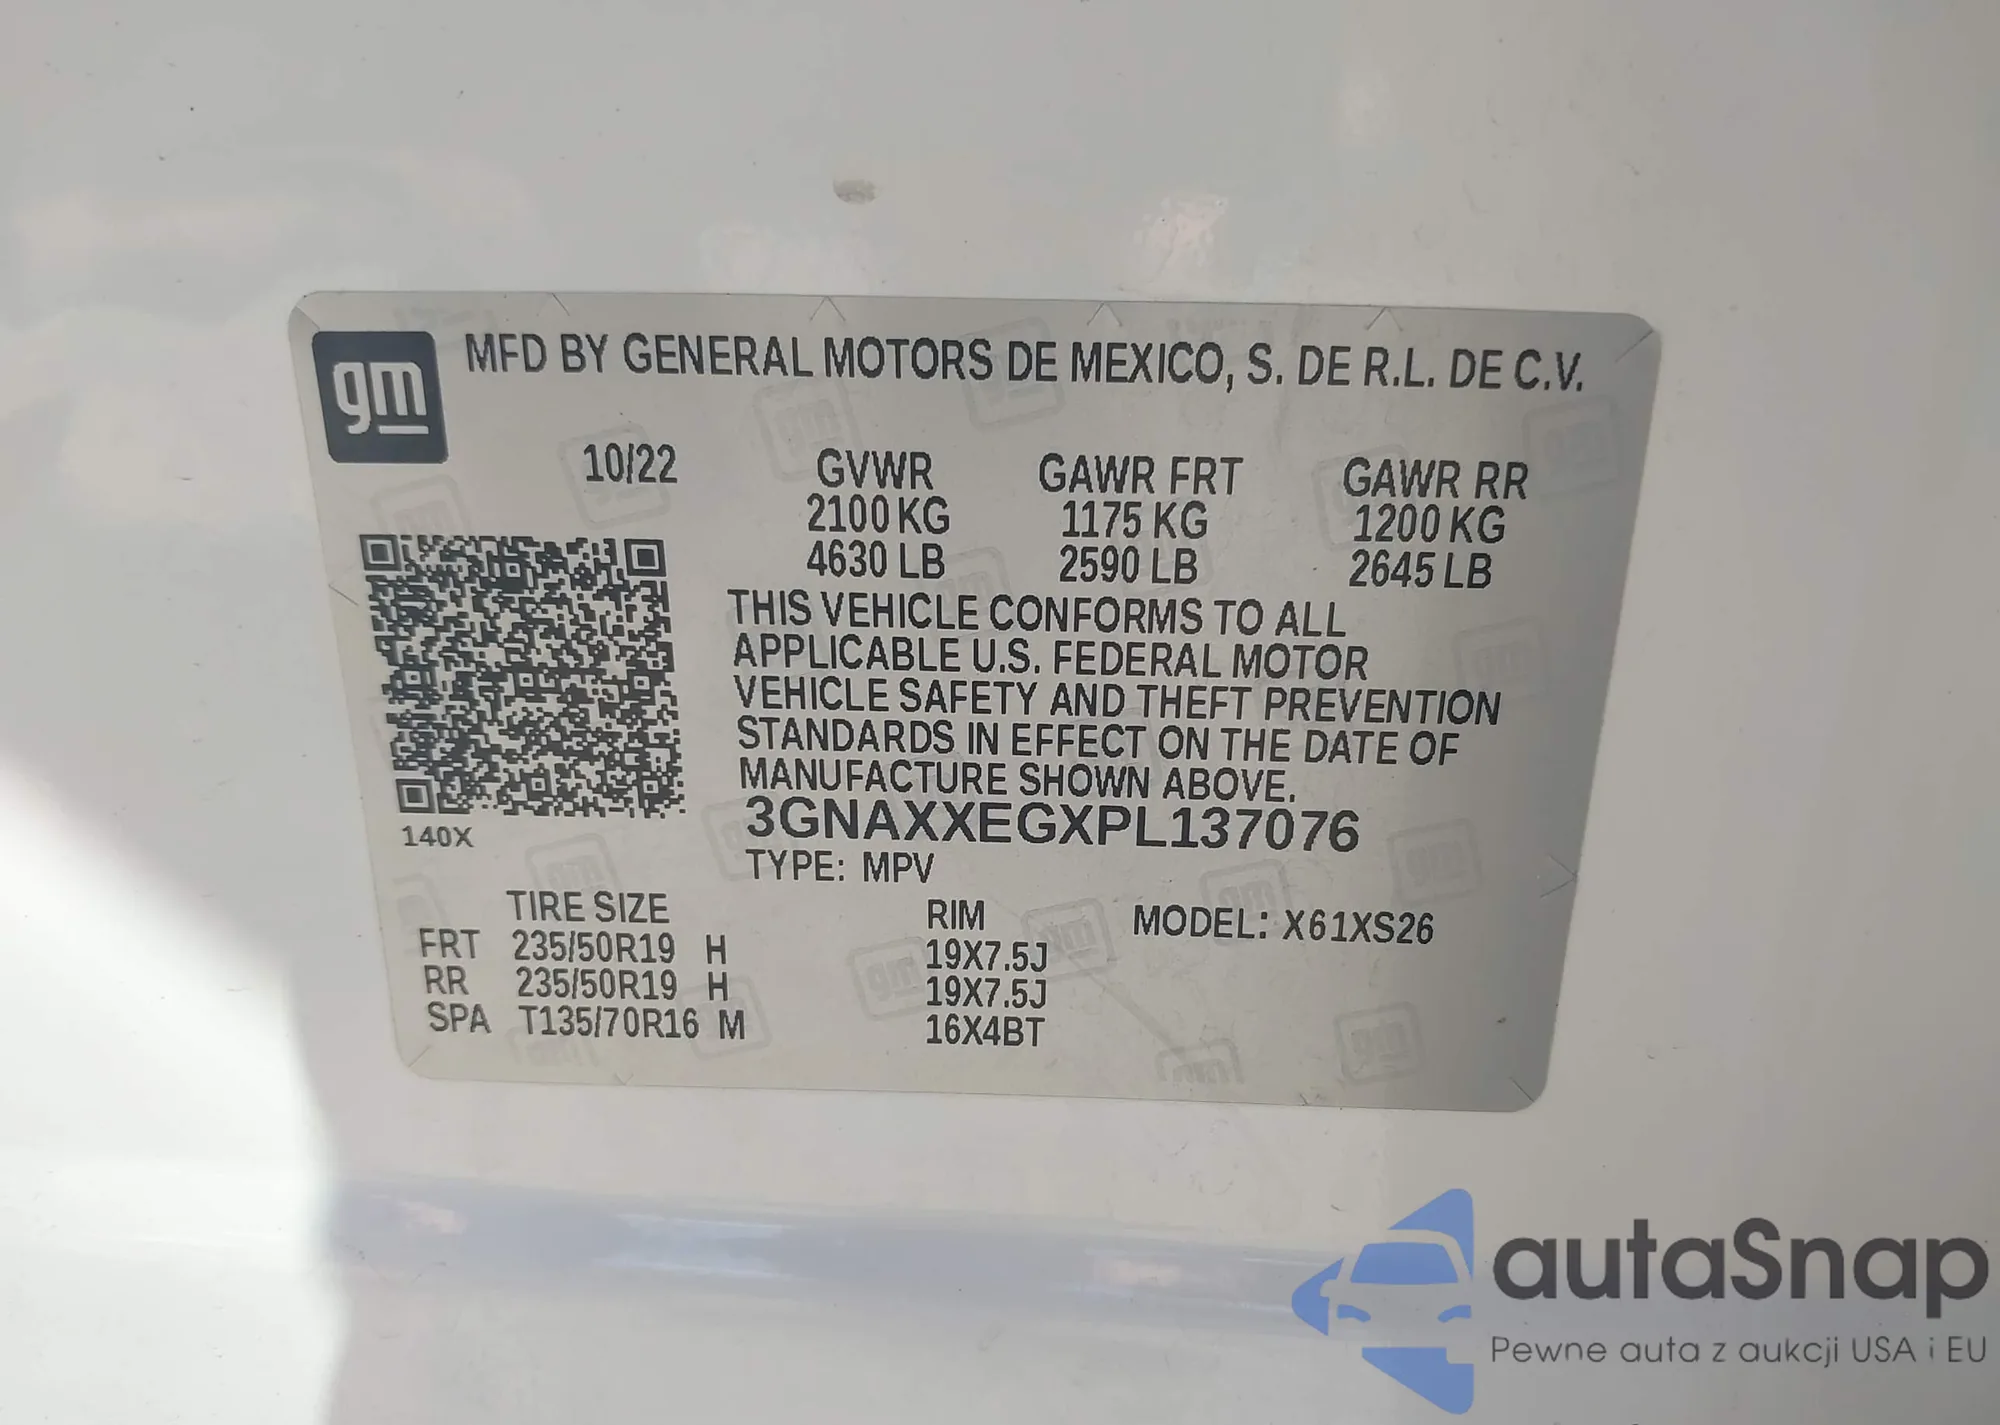 gm
MFD BY GENERAL MOTORS DE MEXICO, S. DE R.L. DE C.V.
10/22 GVWR GAWR FRT GAWR RR
2100 KG 1175 KG 1200 KG
4630 LB 2590 LB 2645 LB
THIS VEHICLE CONFORMS TO ALL
APPLICABLE U.S. FEDERAL MOTOR
VEHICLE SAFETY AND THEFT PREVENTION
STANDARDS IN EFFECT ON THE DATE OF
MANUFACTURE SHOWN ABOVE.
140X
3GNAXXEGXPL137076
TYPE: MPV
TIRE SIZE RIM MODEL: X61XS26
FRT 235/50R19 H 19X7.5J
RR 235/50R19 H 19X7.5J
SPA T135/70R16 M 16X4BT
autaSnap
Pewne auta z aukcji USA i EU